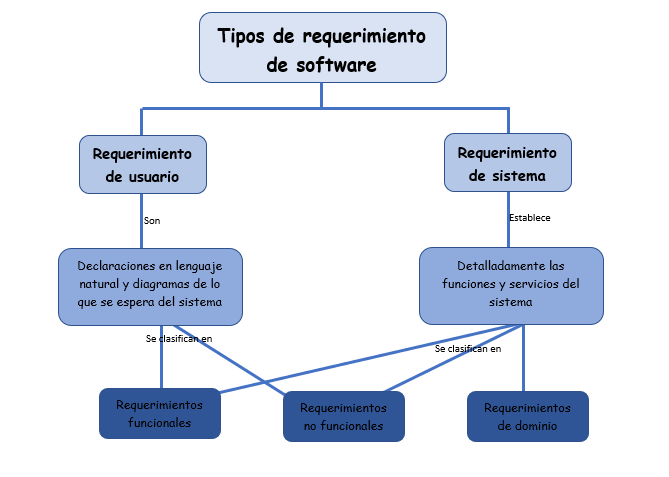 Tipos de requerimiento
de software
Requerimiento
de usuario
Requerimiento
de sistema
Son
Establece
Declaraciones en lenguaje
natural y diagramas de lo
que se espera del sistema
Detalladamente las
funciones y servicios del
sistema
Se clasifican en
Se clasifican en
Requerimientos
funcionales
Requerimientos
no funcionales
Requerimientos
de dominio